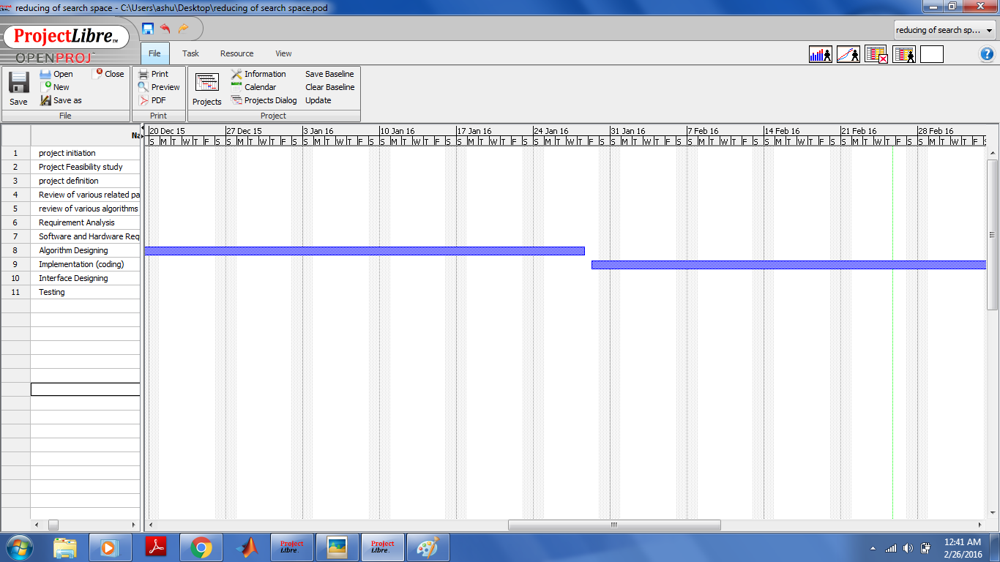 reducing of search space - C:\Users\ashu\Desktop\reducing of search space.pod
ProjectLibre™
OPENPROJ
reducing of search sp...
File Task Resource View
Save
Open
New
Save as
Close
File
Print
Preview
PDF
Print
Projects
Information
Calendar
Projects Dialog
Save Baseline
Clear Baseline
Update
Project
Na
20 Dec 15 27 Dec 15 3 Jan 16 10 Jan 16 17 Jan 16 24 Jan 16 31 Jan 16 7 Feb 16 14 Feb 16 21 Feb 16 28 Feb 16
S M T W T F S S M T W T F S S M T W T F S S M T W T F S S M T W T F S S M T W T F S S M T W T F S S M T W T F S S M T W T F S S M T W T F S S M T W T F S
1 project initiation
2 Project Feasibility study
3 project definition
4 Review of various related pa
5 review of various algorithms
6 Requirement Analysis
7 Software and Hardware Req
8 Algorithm Designing
9 Implementation (coding)
10 Interface Designing
11 Testing
Project Libre.
Project Libre.
12:41 AM
2/26/2016